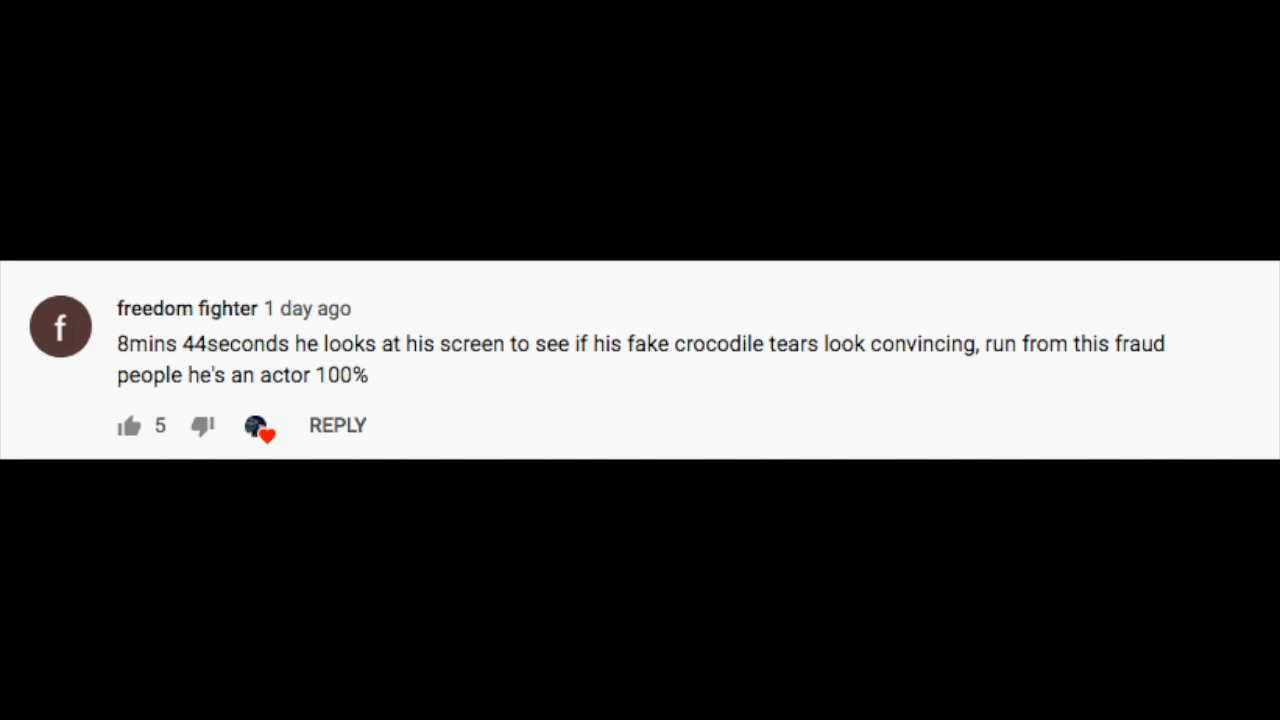 f
freedom fighter 1 day ago
8mins 44seconds he looks at his screen to see if his fake crocodile tears look convincing, run from this fraud
people he's an actor 100%
5 REPLY